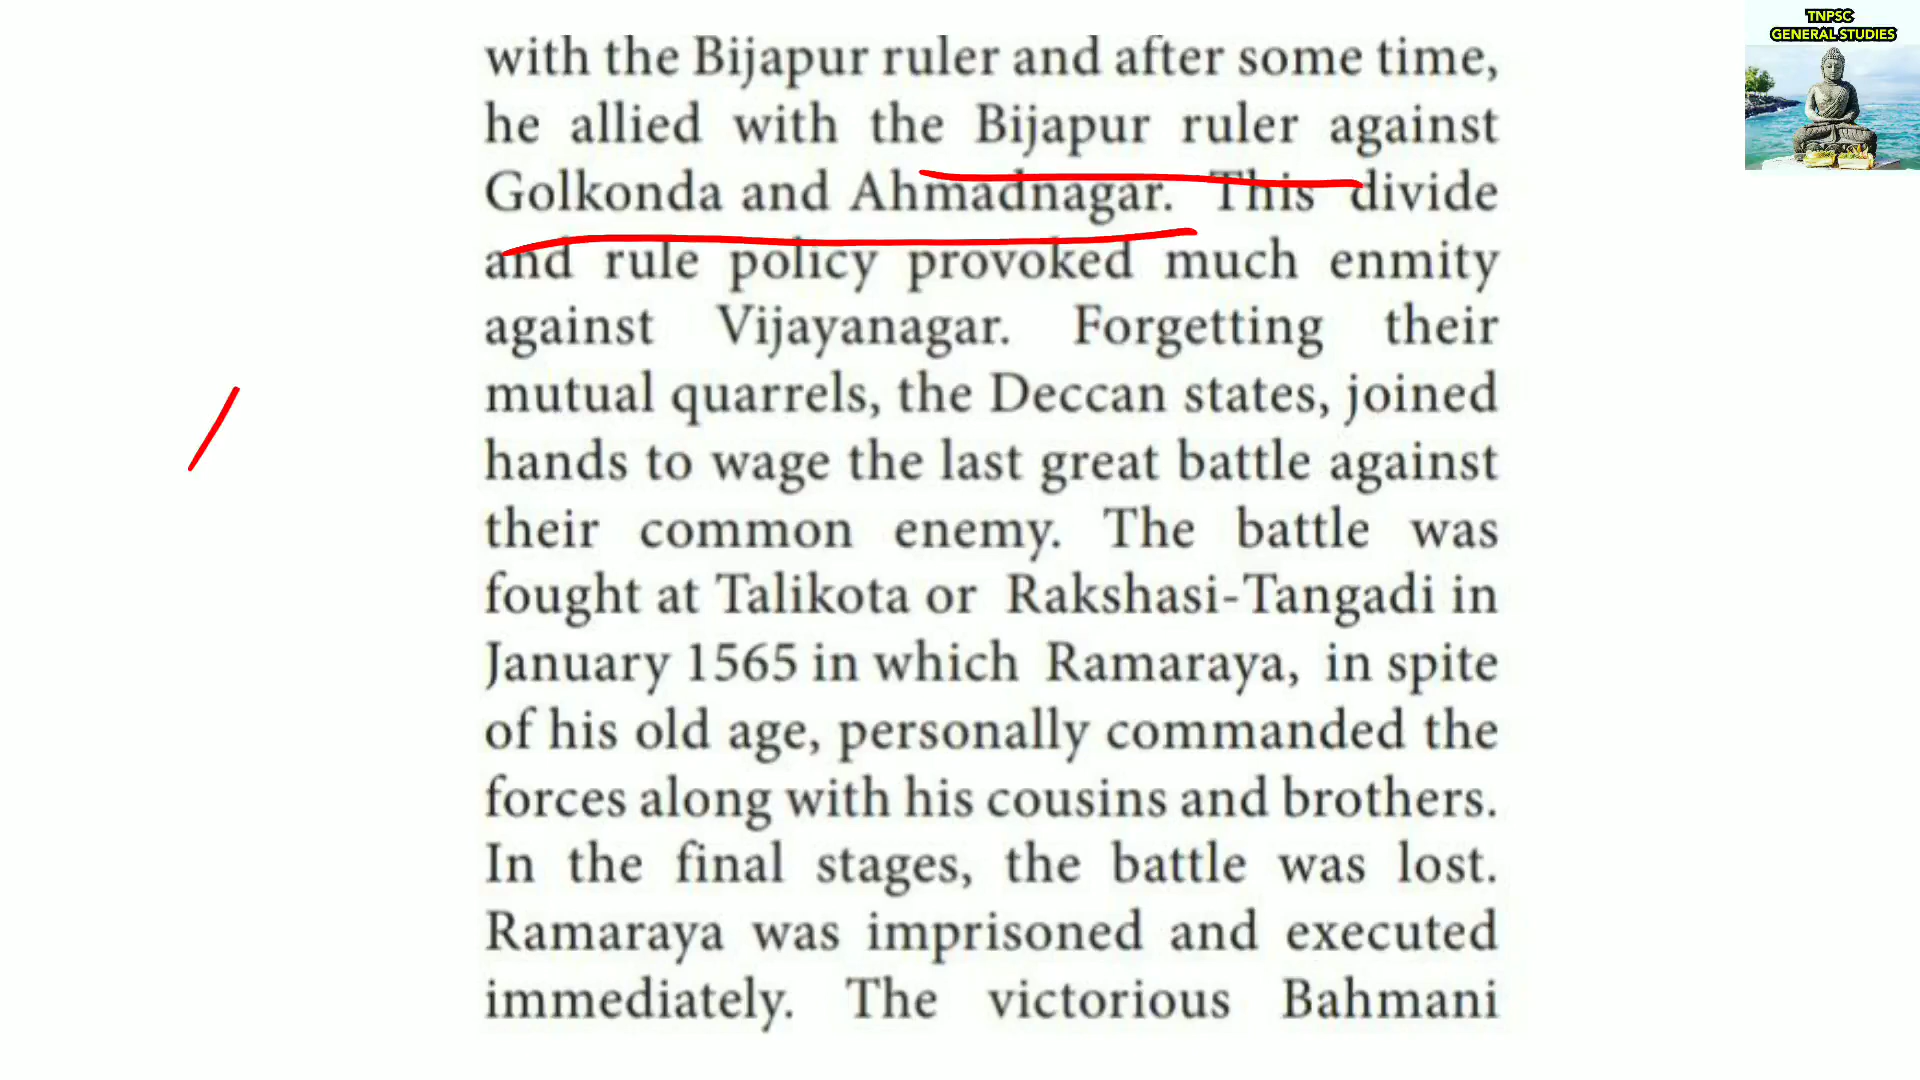 TNPSC
GENERAL STUDIES
with the Bijapur ruler and after some time,
he allied with the Bijapur ruler against
Golkonda and Ahmadnagar. This divide
and rule policy provoked much enmity
against Vijayanagar. Forgetting their
mutual quarrels, the Deccan states, joined
hands to wage the last great battle against
their common enemy. The battle was
fought at Talikota or Rakshasi-Tangadi in
January 1565 in which Ramaraya, in spite
of his old age, personally commanded the
forces along with his cousins and brothers.
In the final stages, the battle was lost.
Ramaraya was imprisoned and executed
immediately. The victorious Bahmani